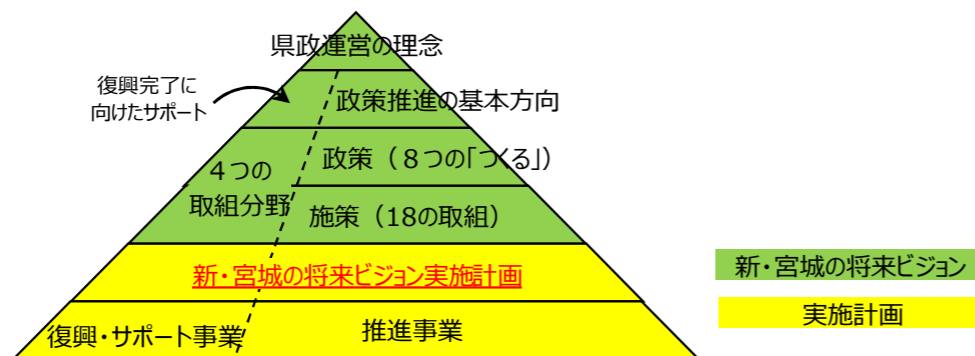 県政運営の理念
復興完了に
向けたサポート
政策推進の基本方向
政策（８つの「つくる」）
４つの
取組分野
施策（18の取組）
新・宮城の将来ビジョン実施計画
新・宮城の将来ビジョン
実施計画
復興・サポート事業
推進事業